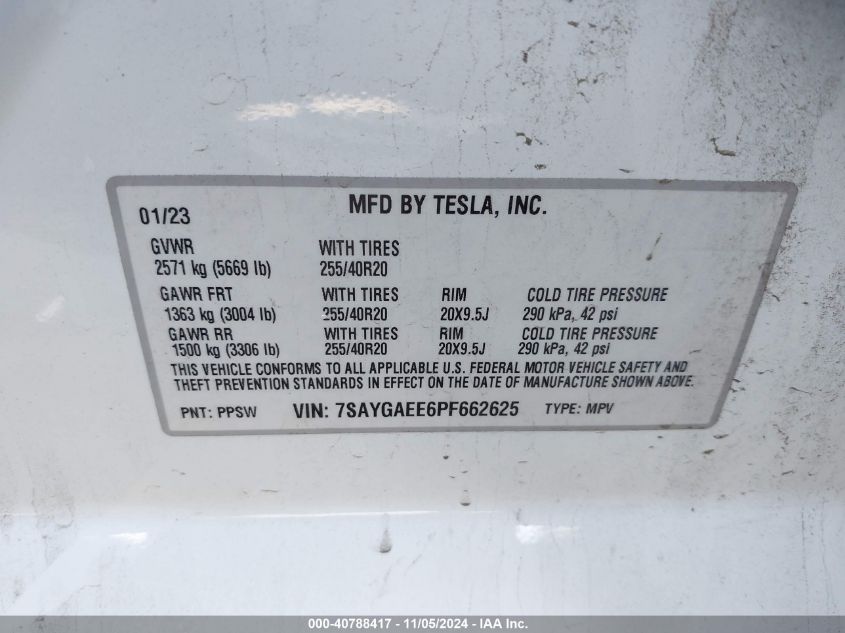 01/23 MFD BY TESLA, INC.
GVWR WITH TIRES
2571 kg (5669 lb) 255/40R20
GAWR FRT WITH TIRES RIM COLD TIRE PRESSURE
1363 kg (3004 lb) 255/40R20 20X9.5J 290 kPa, 42 psi
GAWR RR WITH TIRES RIM COLD TIRE PRESSURE
1500 kg (3306 lb) 255/40R20 20X9.5J 290 kPa, 42 psi
THIS VEHICLE CONFORMS TO ALL APPLICABLE U.S. FEDERAL MOTOR VEHICLE SAFETY AND
THEFT PREVENTION STANDARDS IN EFFECT ON THE DATE OF MANUFACTURE SHOWN ABOVE.
PNT: PPSW VIN: 7SAYGAEE6PF662625 TYPE: MPV
000-40788417 - 11/05/2024 - IAA Inc.